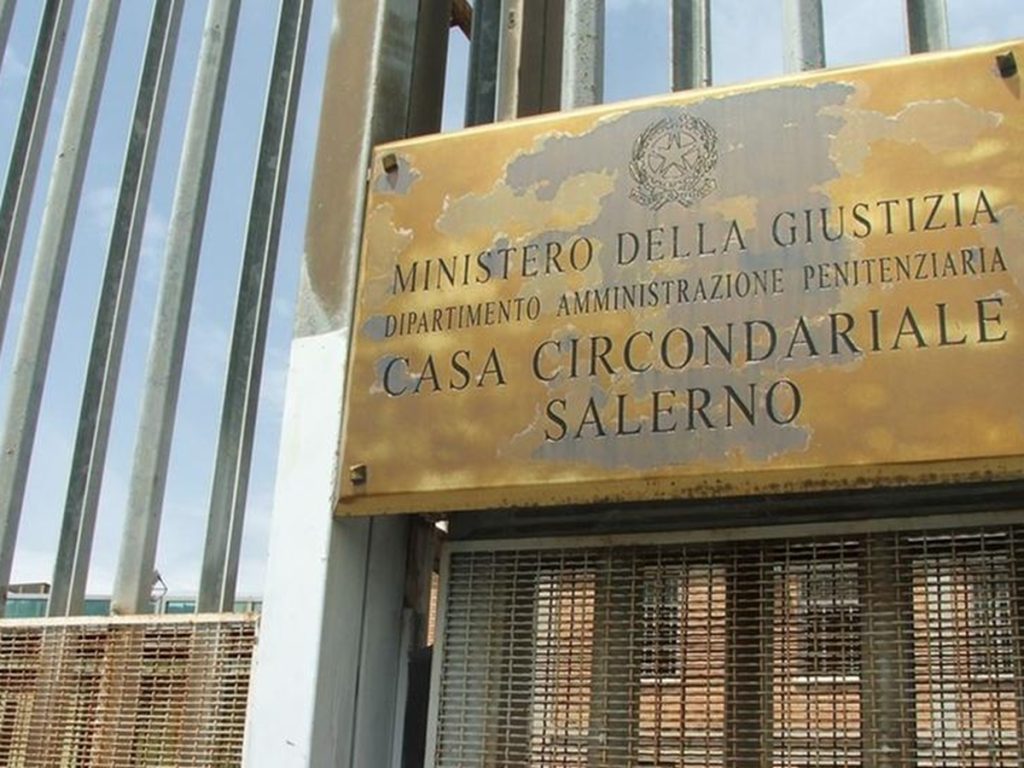 MINISTERO DELLA GIUSTIZIA
DIPARTIMENTO AMMINISTRAZIONE PENITENZIARIA
CASA CIRCONDARIALE
SALERNO